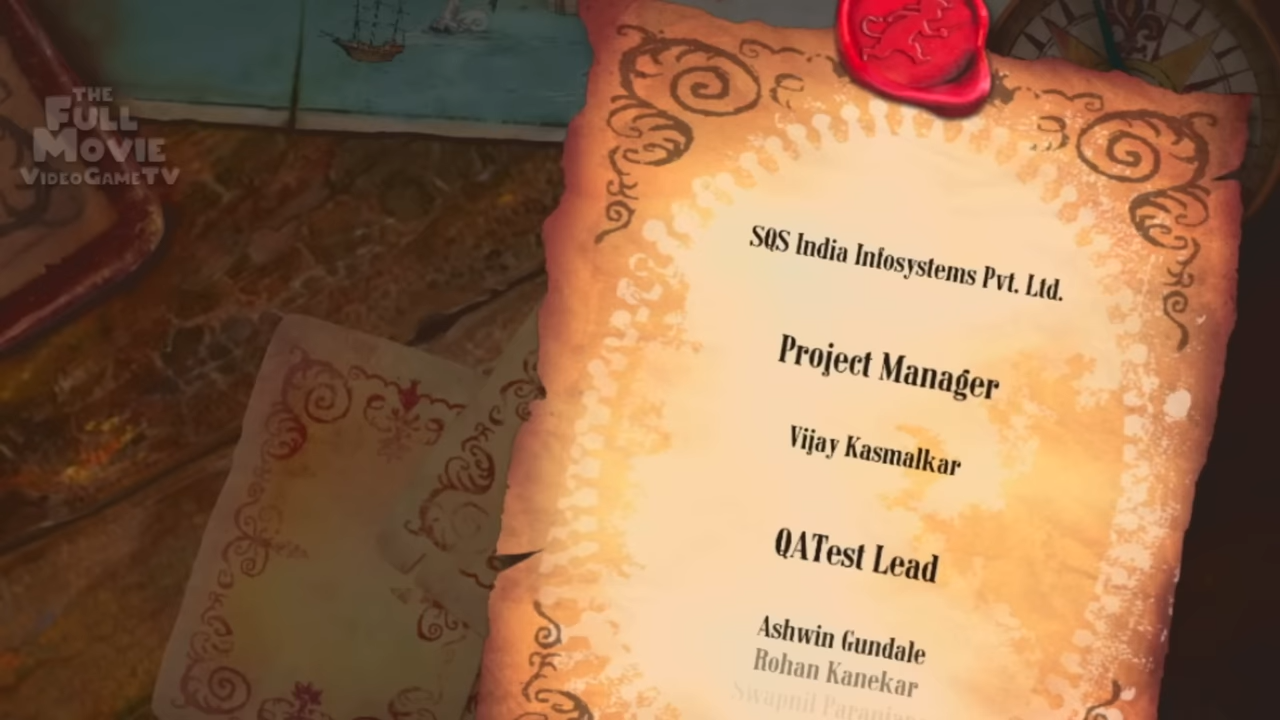 THE
FULL
MOVIE
VIDEOGAMETV
SQS India Infosystems Pvt. Ltd.
Project Manager
Vijay Kasmalkar
QATest Lead
Ashwin Gundale
Rohan Kanekar
Swapnil